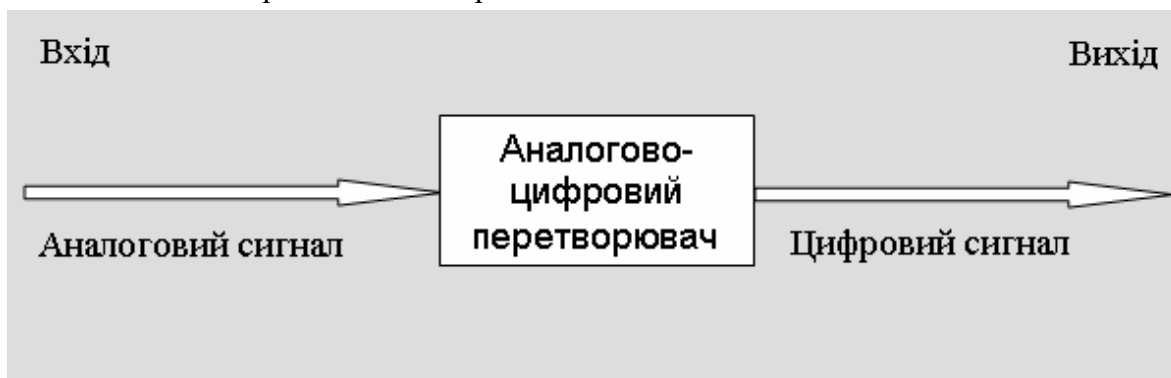 Вхід
Вихід
Аналогово-
цифровий
перетворювач
Аналоговий сигнал
Цифровий сигнал